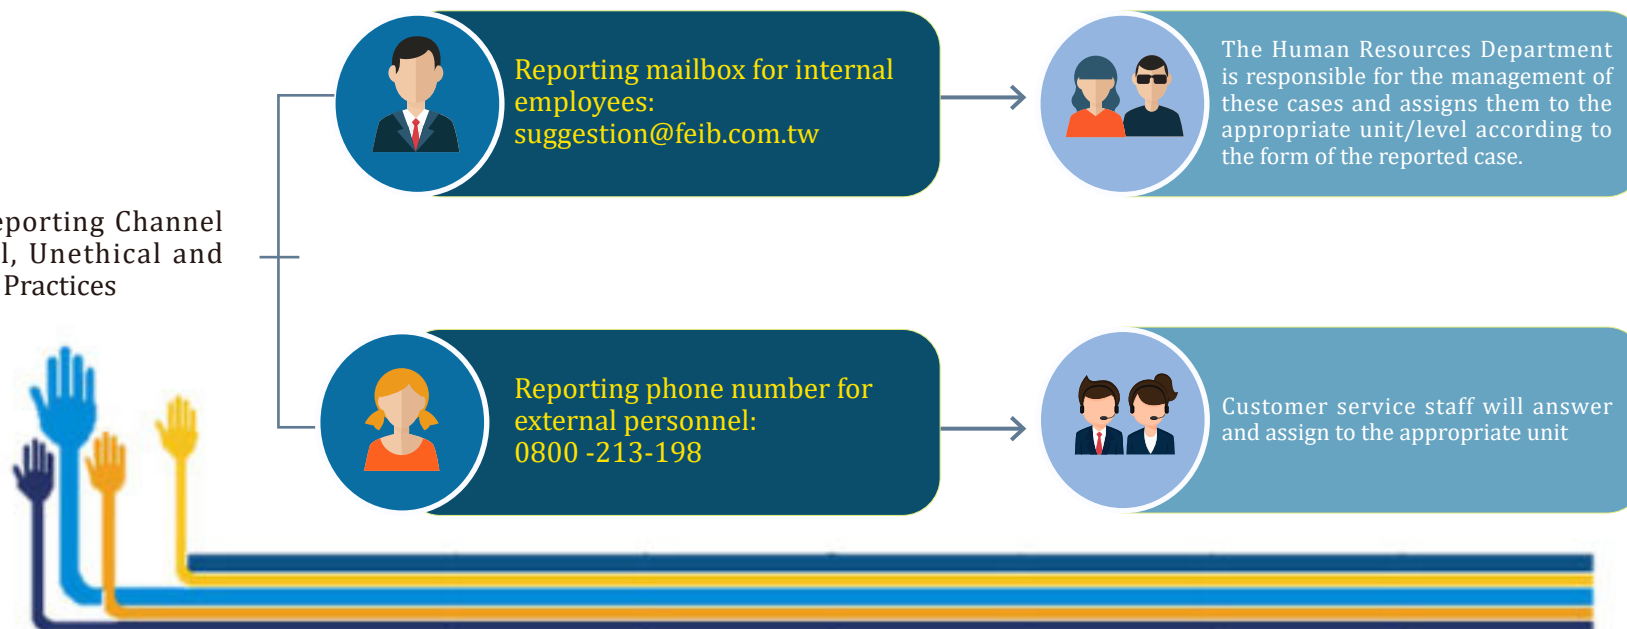 Reporting mailbox for internal
employees:
suggestion@feib.com.tw
The Human Resources Department
is responsible for the management of
these cases and assigns them to the
appropriate unit/level according to
the form of the reported case.
eporting Channel
l, Unethical and
Practices
Reporting phone number for
external personnel:
0800 -213-198
Customer service staff will answer
and assign to the appropriate unit